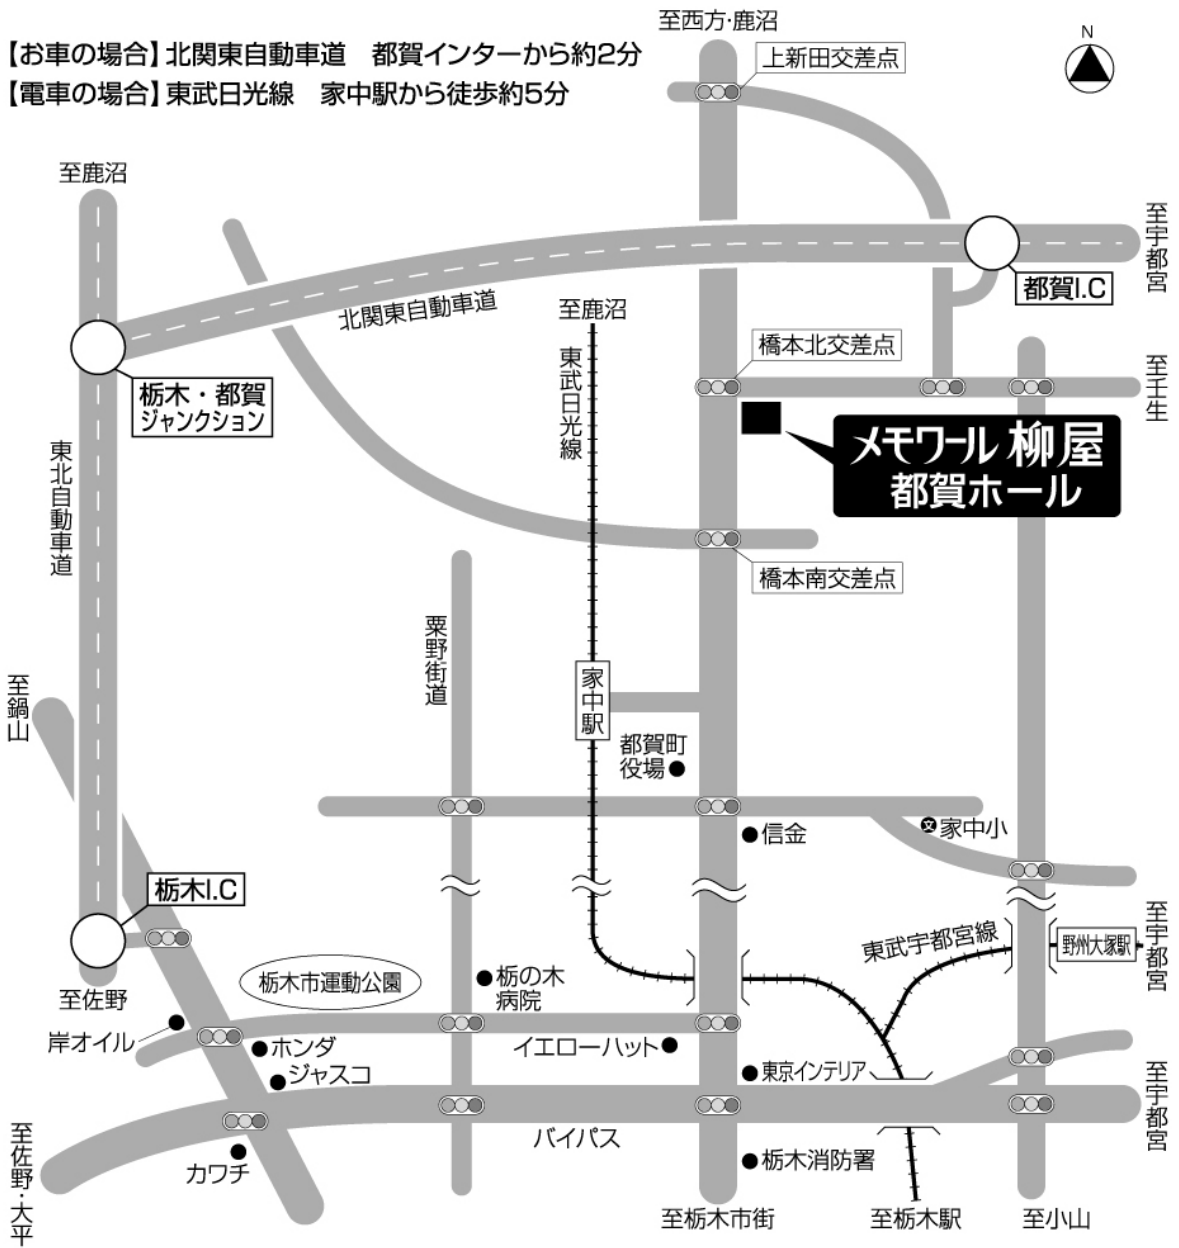 【お車の場合】北関東自動車道　都賀インターから約2分
【電車の場合】東武日光線　家中駅から徒歩約5分
至西方・鹿沼
上新田交差点
N
至鹿沼
至宇都宮
都賀I.C
北関東自動車道
至鹿沼
東武日光線
橋本北交差点
至壬生
栃木・都賀
ジャンクション
メモワール 柳屋
都賀ホール
東北自動車道
橋本南交差点
粟野街道
至鍋山
家中駅
都賀町
役場
信金
文
家中小
栃木I.C
至佐野
栃木市運動公園
栃の木
病院
東武宇都宮線
野州大塚駅
至宇都宮
岸オイル
ホンダ
ジャスコ
イエローハット
東京インテリア
至宇都宮
バイパス
カワチ
栃木消防署
至佐野・大平
至栃木市街
至栃木駅
至小山